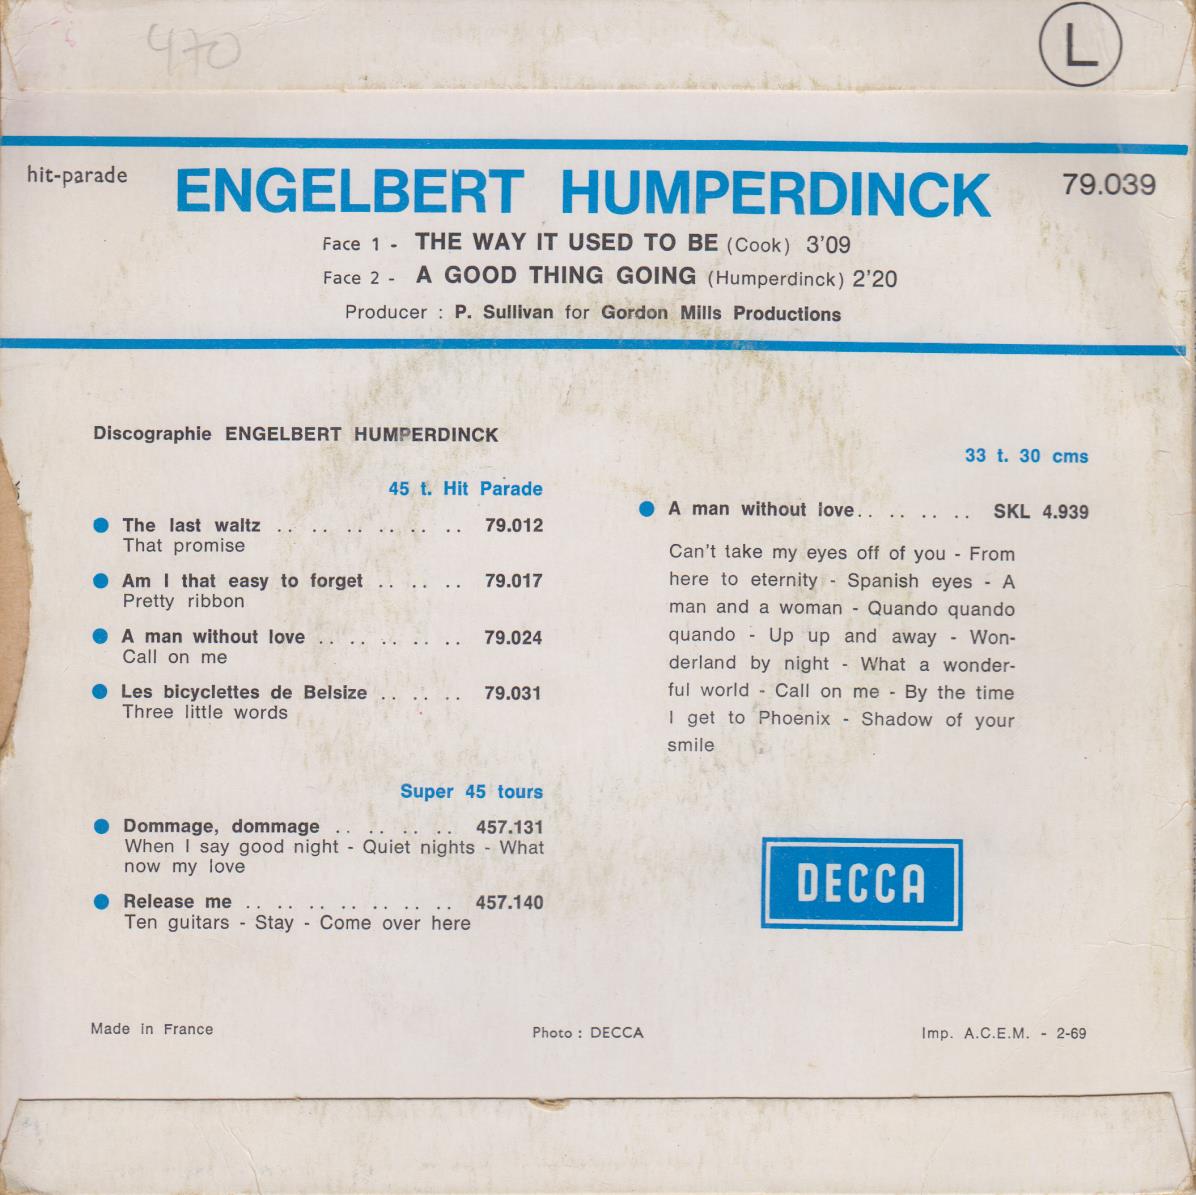 470
L
hit-parade
ENGELBERT HUMPERDINCK
79.039
Face 1 - THE WAY IT USED TO BE (Cook) 3'09
Face 2 - A GOOD THING GOING (Humperdinck) 2'20
Producer : P. Sullivan for Gordon Mills Productions
Discographie ENGELBERT HUMPERDINCK
45 t. Hit Parade
The last waltz .. .. .. .. .. .. 79.012
That promise
Am I that easy to forget .. .. .. 79.017
Pretty ribbon
A man without love .. .. .. .. .. 79.024
Call on me
Les bicyclettes de Belsize .. .. .. 79.031
Three little words
Super 45 tours
Dommage, dommage .. .. .. .. 457.131
When I say good night - Quiet nights - What
now my love
Release me .. .. .. .. .. .. .. 457.140
Ten guitars - Stay - Come over here
33 t. 30 cms
A man without love.. .. .. .. SKL 4.939
Can't take my eyes off of you - From
here to eternity - Spanish eyes - A
man and a woman - Quando quando
quando - Up up and away - Won-
derland by night - What a wonder-
ful world - Call on me - By the time
I get to Phoenix - Shadow of your
smile
DECCA
Made in France
Photo : DECCA
Imp. A.C.E.M. - 2-69